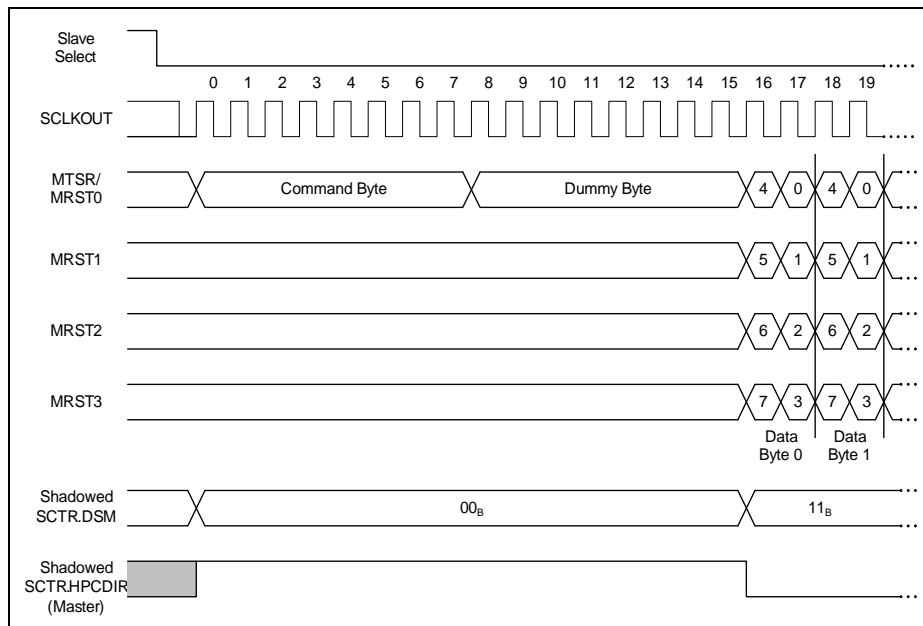 Slave
Select
0 1 2 3 4 5 6 7 8 9 10 11 12 13 14 15 16 17 18 19
SCLKOUT
MTSR/
MRST0
Command Byte Dummy Byte 4 0 4 0
MRST1 5 1 5 1
MRST2 6 2 6 2
MRST3 7 3 7 3
Data Data
Byte 0 Byte 1
Shadowed
SCTR.DSM
00B 11B
Shadowed
SCTR.HPCDIR
(Master)